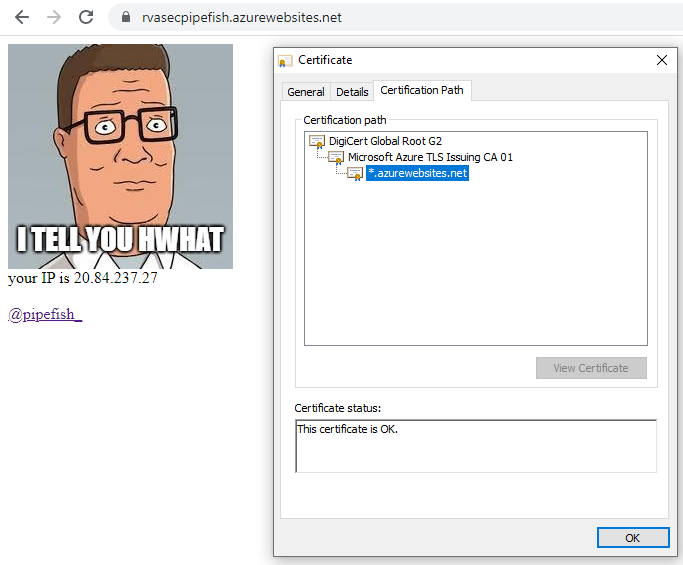 rvasecpipefish.azurewebsites.net
I TELL YOU HWHAT
your IP is 20.84.237.27
@pipefish_
Certificate
General Details Certification Path
Certification path
DigiCert Global Root G2
Microsoft Azure TLS Issuing CA 01
*.azurewebsites.net
View Certificate
Certificate status:
This certificate is OK.
OK